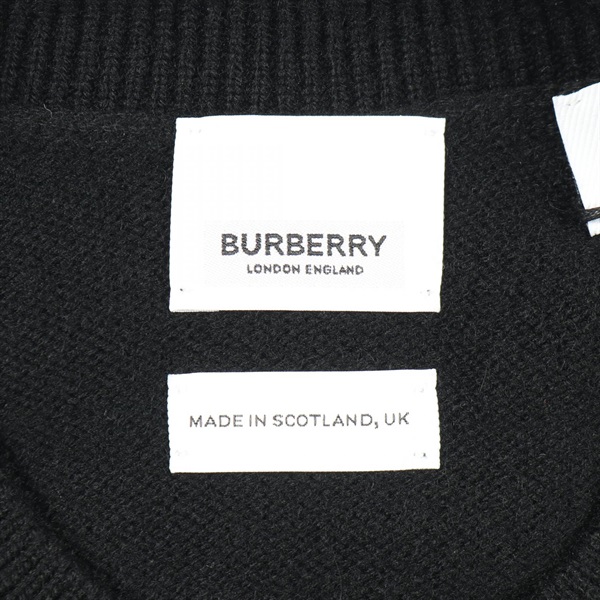 BURBERRY
LONDON ENGLAND
MADE IN SCOTLAND, UK